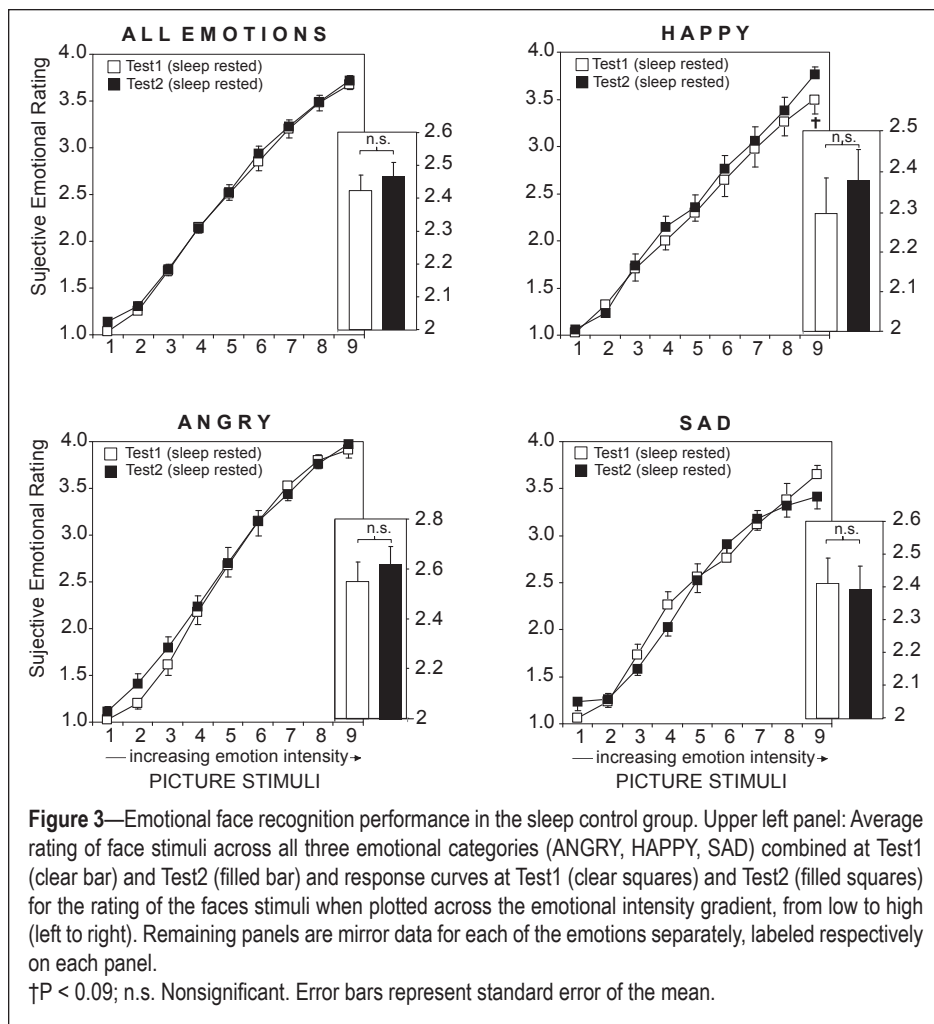 ALL EMOTIONS
Sujective Emotional Rating
4.0
3.5
3.0
2.5
2.0
1.5
1.0
Test1 (sleep rested)
Test2 (sleep rested)
1 2 3 4 5 6 7 8 9
n.s.
2.6
2.5
2.4
2.3
2.2
2.1
2
HAPPY
4.0
3.5
3.0
2.5
2.0
1.5
1.0
Test1 (sleep rested)
Test2 (sleep rested)
†
1 2 3 4 5 6 7 8 9
n.s.
2.5
2.4
2.3
2.2
2.1
2
ANGRY
Sujective Emotional Rating
4.0
3.5
3.0
2.5
2.0
1.5
1.0
Test1 (sleep rested)
Test2 (sleep rested)
1 2 3 4 5 6 7 8 9
increasing emotion intensity
PICTURE STIMULI
n.s.
2.8
2.6
2.4
2.2
2
SAD
4.0
3.5
3.0
2.5
2.0
1.5
1.0
Test1 (sleep rested)
Test2 (sleep rested)
1 2 3 4 5 6 7 8 9
increasing emotion intensity
PICTURE STIMULI
n.s.
2.6
2.5
2.4
2.3
2.2
2.1
2
Figure 3—Emotional face recognition performance in the sleep control group. Upper left panel: Average
rating of face stimuli across all three emotional categories (ANGRY, HAPPY, SAD) combined at Test1
(clear bar) and Test2 (filled bar) and response curves at Test1 (clear squares) and Test2 (filled squares)
for the rating of the faces stimuli when plotted across the emotional intensity gradient, from low to high
(left to right). Remaining panels are mirror data for each of the emotions separately, labeled respectively
on each panel.
†P < 0.09; n.s. Nonsignificant. Error bars represent standard error of the mean.